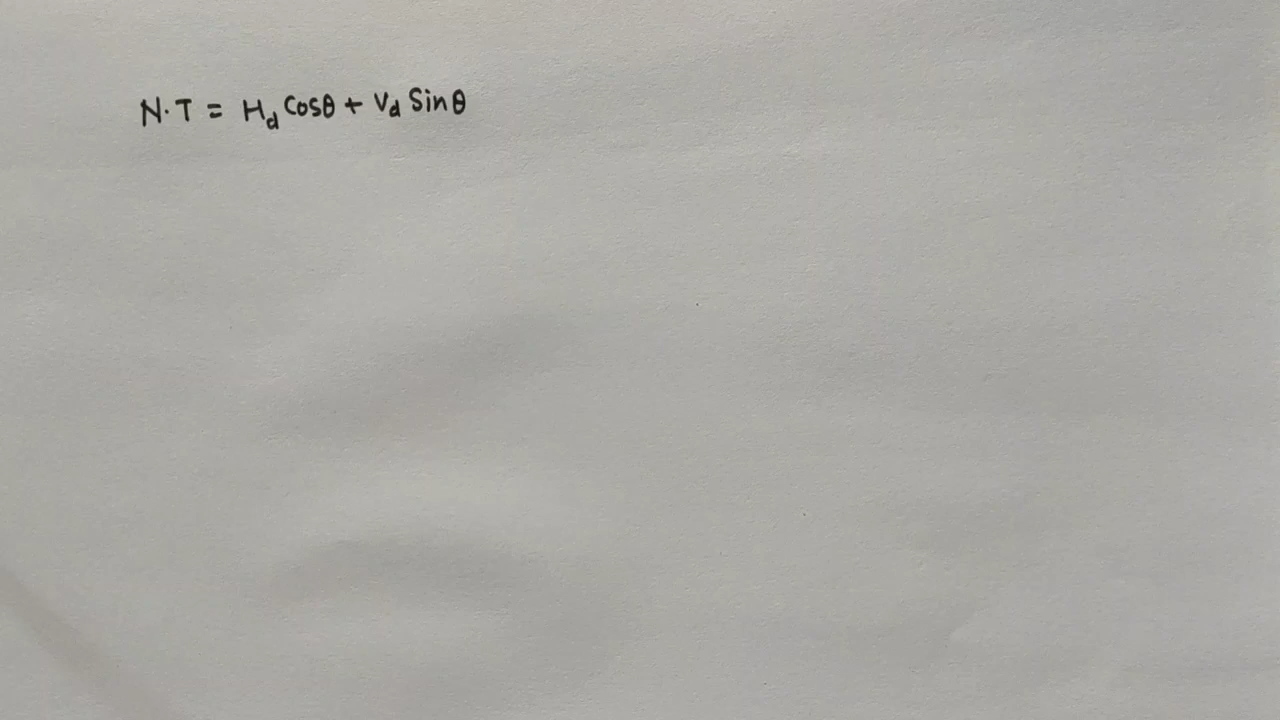 N.T = Hd Cosθ + Vd Sinθ